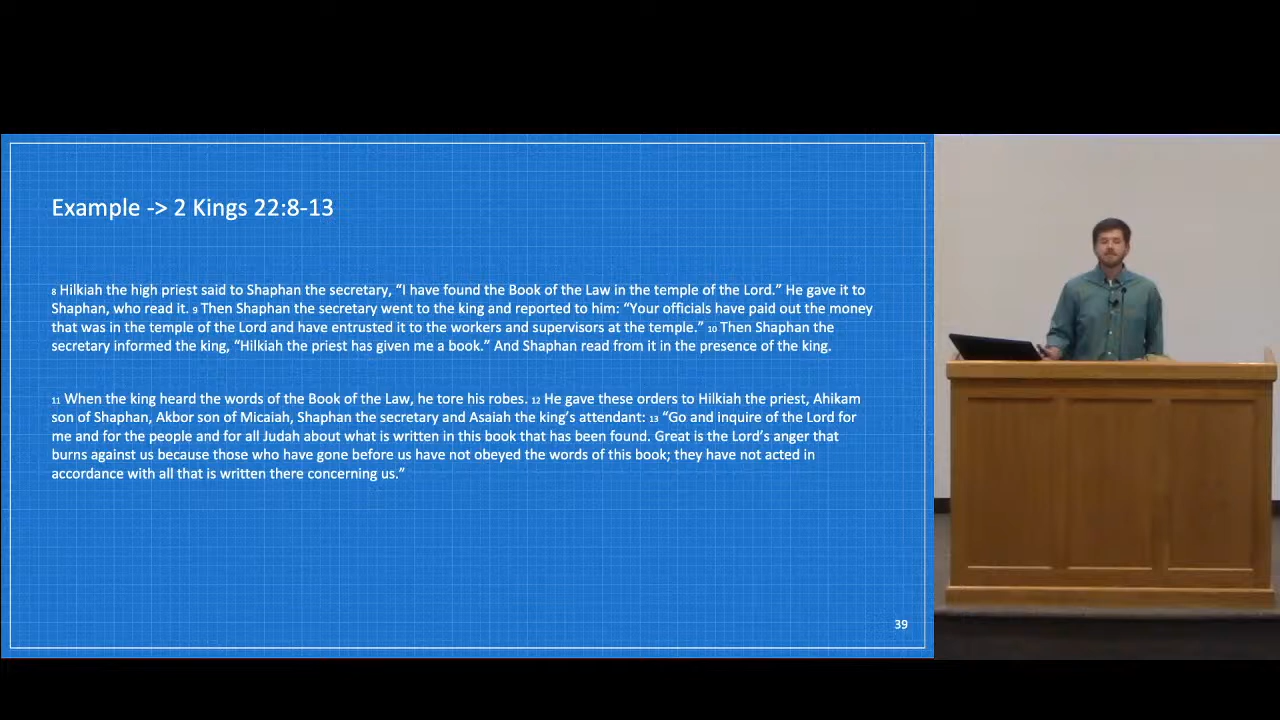 Example -> 2 Kings 22:8-13
8 Hilkiah the high priest said to Shaphan the secretary, “I have found the Book of the Law in the temple of the Lord.” He gave it to
Shaphan, who read it. 9 Then Shaphan the secretary went to the king and reported to him: “Your officials have paid out the money
that was in the temple of the Lord and have entrusted it to the workers and supervisors at the temple.” 10 Then Shaphan the
secretary informed the king, “Hilkiah the priest has given me a book.” And Shaphan read from it in the presence of the king.
11 When the king heard the words of the Book of the Law, he tore his robes. 12 He gave these orders to Hilkiah the priest, Ahikam
son of Shaphan, Akbor son of Micaiah, Shaphan the secretary and Asaiah the king’s attendant: 13 “Go and inquire of the Lord for
me and for the people and for all Judah about what is written in this book that has been found. Great is the Lord’s anger that
burns against us because those who have gone before us have not obeyed the words of this book; they have not acted in
accordance with all that is written there concerning us.”
39